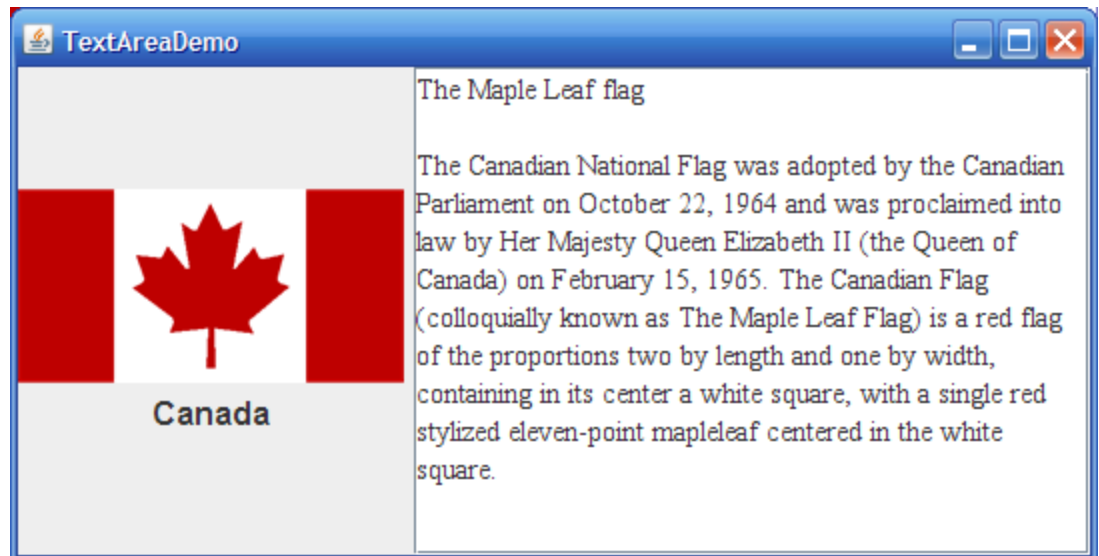 TextAreaDemo
The Maple Leaf flag
The Canadian National Flag was adopted by the Canadian
Parliament on October 22, 1964 and was proclaimed into
law by Her Majesty Queen Elizabeth II (the Queen of
Canada) on February 15, 1965. The Canadian Flag
(colloquially known as The Maple Leaf Flag) is a red flag
of the proportions two by length and one by width,
containing in its center a white square, with a single red
stylized eleven-point mapleleaf centered in the white
square.
Canada